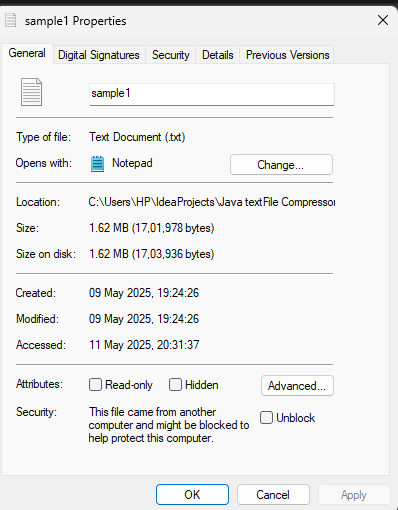 sample1 Properties
General Digital Signatures Security Details Previous Versions
sample1
Type of file: Text Document (.txt)
Opens with: Notepad Change...
Location: C:\Users\HP\IdeaProjects\Java textFile Compressor
Size: 1.62 MB (17,01,978 bytes)
Size on disk: 1.62 MB (17,03,936 bytes)
Created: 09 May 2025, 19:24:26
Modified: 09 May 2025, 19:24:26
Accessed: 11 May 2025, 20:31:37
Attributes: Read-only Hidden Advanced...
Security: This file came from another
computer and might be blocked to
help protect this computer.
Unblock
OK Cancel Apply